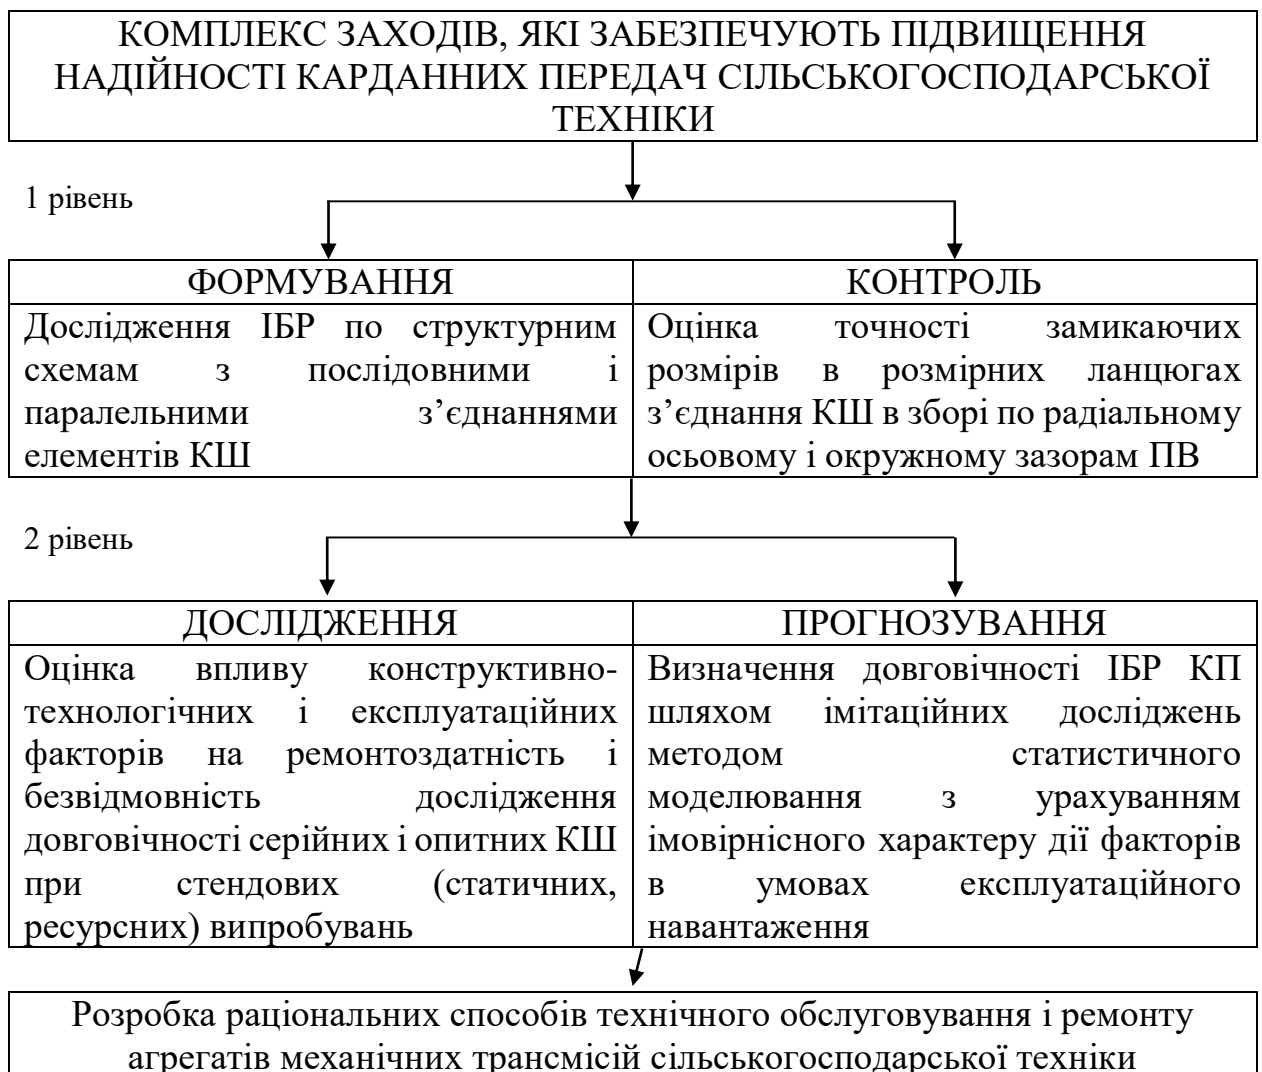 КОМПЛЕКС ЗАХОДІВ, ЯКІ ЗАБЕЗПЕЧУЮТЬ ПІДВИЩЕННЯ
НАДІЙНОСТІ КАРДАННИХ ПЕРЕДАЧ СІЛЬСЬКОГОСПОДАРСЬКОЇ
ТЕХНІКИ
1 рівень
ФОРМУВАННЯ
Дослідження ІБР по структурним
схемам з послідовними і
паралельними з’єднаннями
елементів КШ
КОНТРОЛЬ
Оцінка точності замикаючих
розмірів в розмірних ланцюгах
з’єднання КШ в зборі по радіальному
осьовому і окружному зазорам ПВ
2 рівень
ДОСЛІДЖЕННЯ
Оцінка впливу конструктивно-
технологічних і експлуатаційних
факторів на ремонтоздатність і
безвідмовність дослідження
довговічності серійних і опитних КШ
при стендових (статичних,
ресурсних) випробувань
ПРОГНОЗУВАННЯ
Визначення довговічності ІБР КП
шляхом імітаційних досліджень
методом статистичного
моделювання з урахуванням
імовірнісного характеру дії факторів
в умовах експлуатаційного
навантаження
Розробка раціональних способів технічного обслуговування і ремонту
агрегатів механічних трансмісій сільськогосподарської техніки